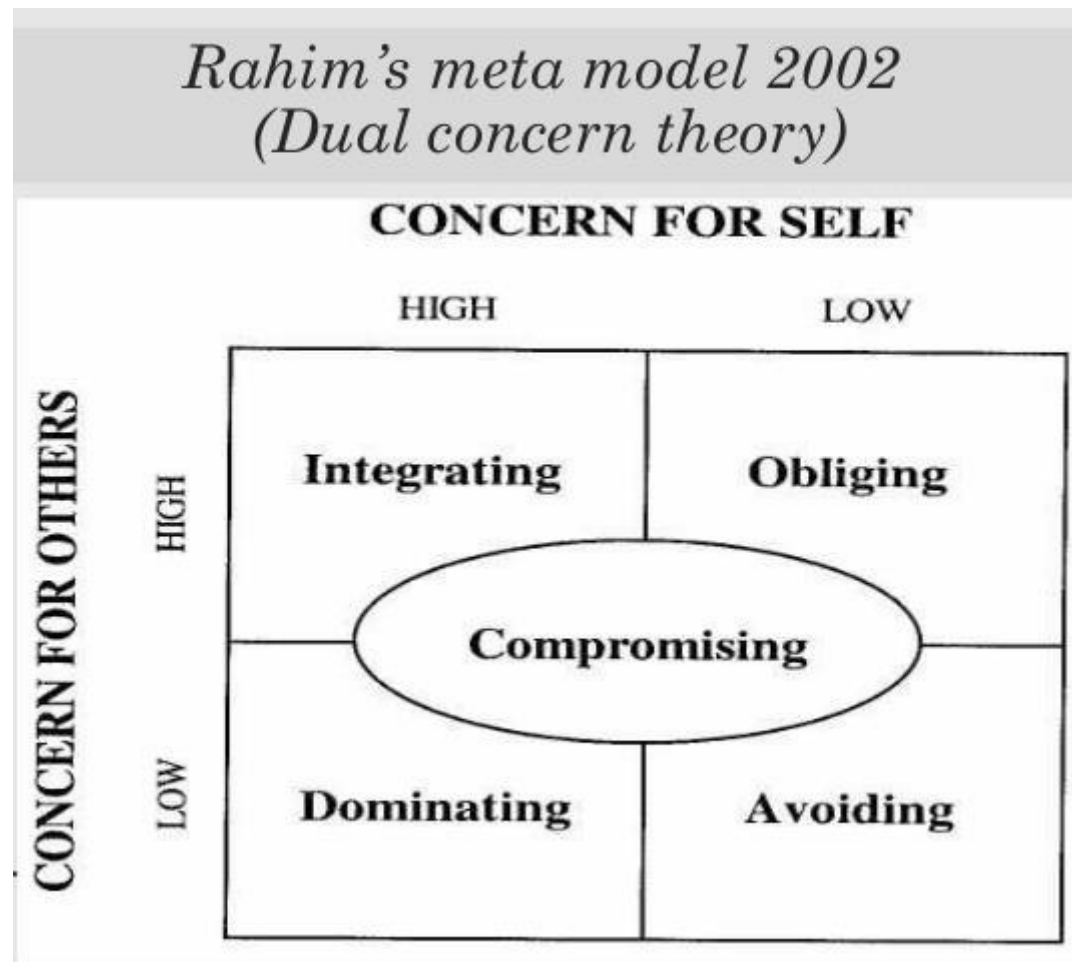 Rahim's meta model 2002
(Dual concern theory)
CONCERN FOR SELF
HIGH
LOW
CONCERN FOR OTHERS
HIGH
Integrating
Obliging
Compromising
LOW
Dominating
Avoiding